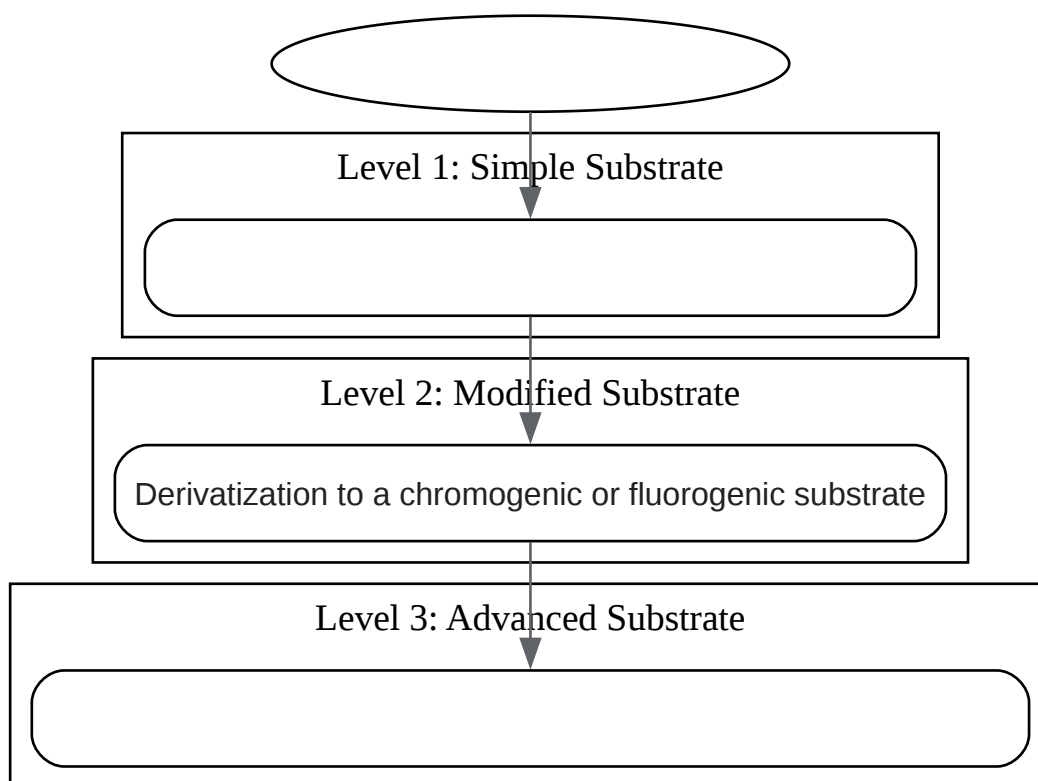 Level 1: Simple Substrate
Level 2: Modified Substrate
Derivatization to a chromogenic or fluorogenic substrate
Level 3: Advanced Substrate